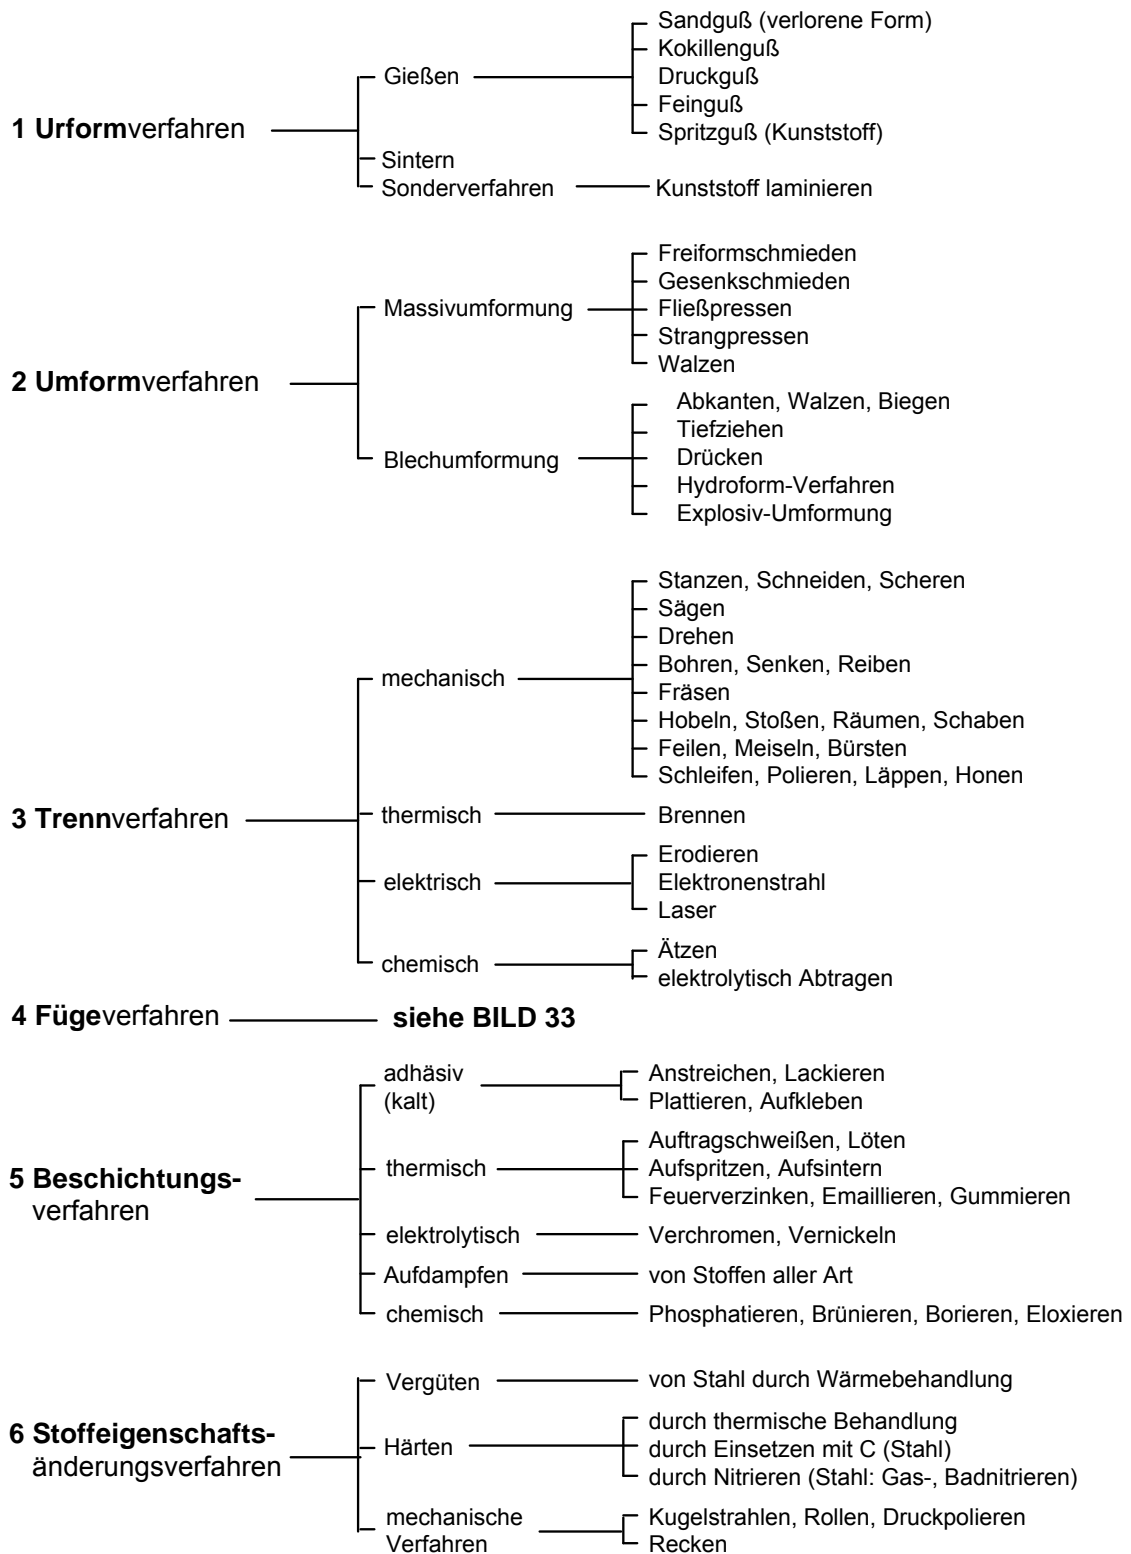 1 Urformverfahren
Gießen
Sandguß (verlorene Form)
Kokillenguß
Druckguß
Feinguß
Spritzguß (Kunststoff)
Sintern
Sonderverfahren
Kunststoff laminieren
2 Umformverfahren
Massivumformung
Freiformschmieden
Gesenkschmieden
Fließpressen
Strangpressen
Walzen
Blechumformung
Abkanten, Walzen, Biegen
Tiefziehen
Drücken
Hydroform-Verfahren
Explosiv-Umformung
3 Trennverfahren
mechanisch
Stanzen, Schneiden, Scheren
Sägen
Drehen
Bohren, Senken, Reiben
Fräsen
Hobeln, Stoßen, Räumen, Schaben
Feilen, Meiseln, Bürsten
Schleifen, Polieren, Läppen, Honen
thermisch
Brennen
elektrisch
Erodieren
Elektronenstrahl
Laser
chemisch
Ätzen
elektrolytisch Abtragen
4 Fügeverfahren
siehe BILD 33
5 Beschichtungs-
verfahren
adhäsiv
(kalt)
Anstreichen, Lackieren
Plattieren, Aufkleben
thermisch
Auftragschweißen, Löten
Aufspritzen, Aufsintern
Feuerverzinken, Emaillieren, Gummieren
elektrolytisch
Verchromen, Vernickeln
Aufdampfen
von Stoffen aller Art
chemisch
Phosphatieren, Brünieren, Borieren, Eloxieren
6 Stoffeigenschafts-
änderungsverfahren
Vergüten
von Stahl durch Wärmebehandlung
Härten
durch thermische Behandlung
durch Einsetzen mit C (Stahl)
durch Nitrieren (Stahl: Gas-, Badnitrieren)
mechanische
Verfahren
Kugelstrahlen, Rollen, Druckpolieren
Recken